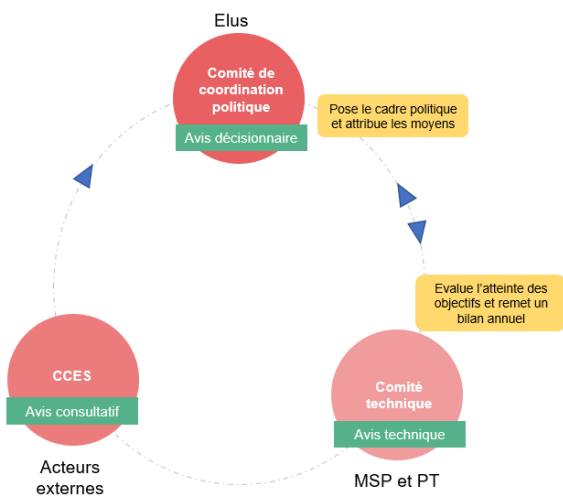 Elus
Comité de
coordination
politique
Avis décisionnaire
Pose le cadre politique
et attribue les moyens
Evalue l'atteinte des
objectifs et remet un
bilan annuel
CCES
Avis consultatif
Acteurs
externes
Comité
technique
Avis technique
MSP et PT